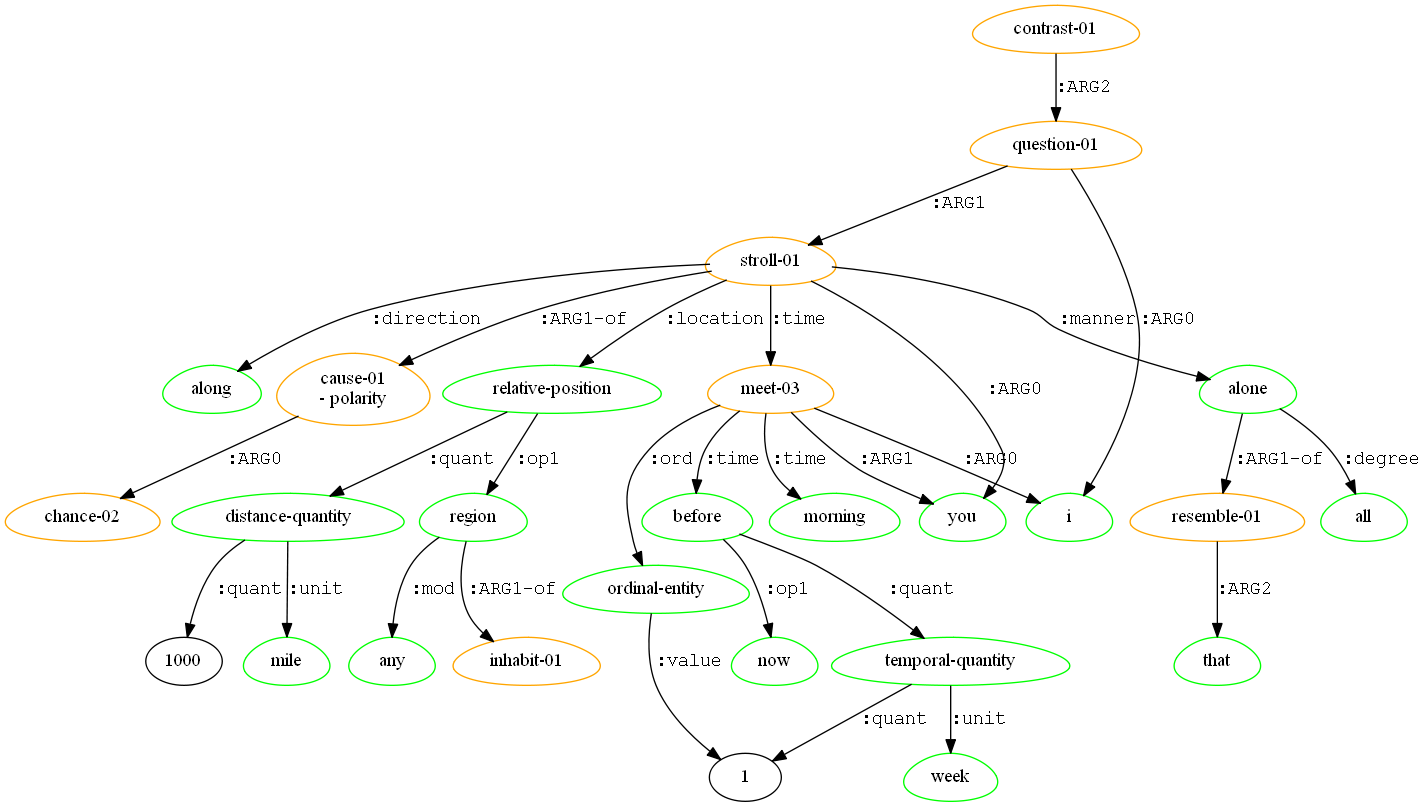 contrast-01
:ARG2
question-01
:ARG1
stroll-01
:direction
:ARG1-of
:location
:time
:manner
:ARG0
:ARG0
along
cause-01
- polarity
relative-position
meet-03
alone
:ARG0
:quant
:op1
:ord
:time
:time
:ARG1
:ARG0
:ARG1-of
:degree
chance-02
distance-quantity
region
before
morning
you
i
resemble-01
all
:quant
:unit
:mod
:ARG1-of
ordinal-entity
:op1
:quant
:ARG2
1000
mile
any
inhabit-01
:value
now
temporal-quantity
that
:quant
:unit
1
week